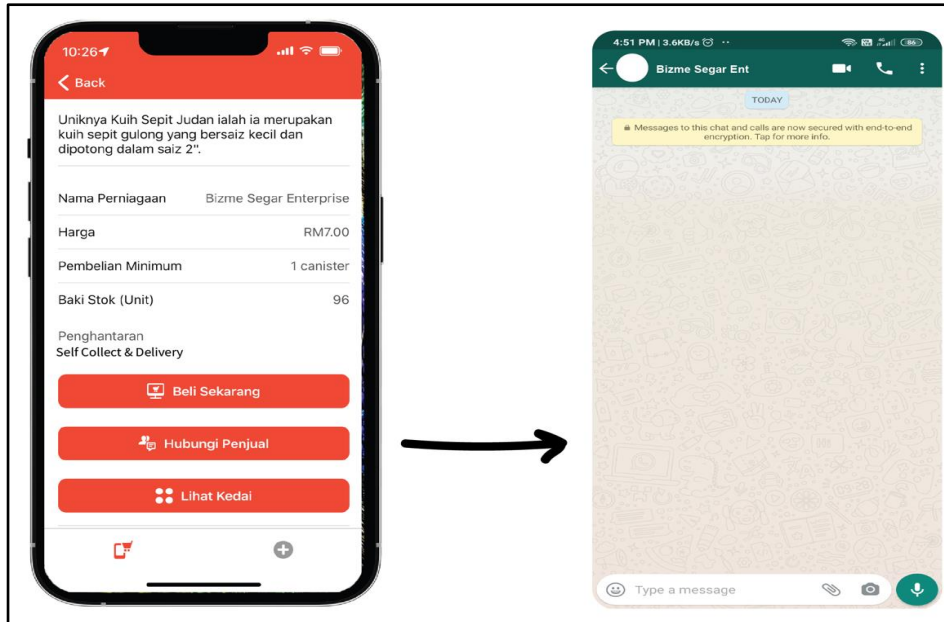 10:26
Back
Uniknya Kuih Sepit Judan ialah ia merupakan
kuih sepit gulong yang bersaiz kecil dan
dipotong dalam saiz 2".
Nama Perniagaan Bizme Segar Enterprise
Harga RM7.00
Pembelian Minimum 1 canister
Baki Stok (Unit) 96
Penghantaran
Self Collect & Delivery
Beli Sekarang
Hubungi Penjual
Lihat Kedai
4:51 PM | 3.6KB/s
86
Bizme Segar Ent
TODAY
Messages to this chat and calls are now secured with end-to-end
encryption. Tap for more info.
Type a message